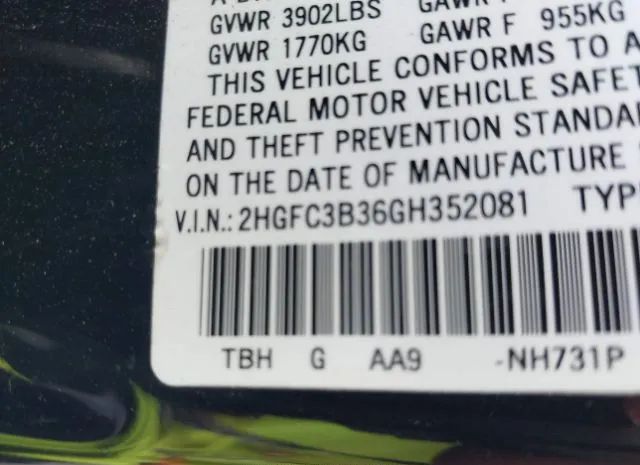 GVWR 3902LBS GAWR
GVWR 1770KG GAWR F 955KG
THIS VEHICLE CONFORMS TO A
FEDERAL MOTOR VEHICLE SAFET
AND THEFT PREVENTION STANDA
ON THE DATE OF MANUFACTURE
V.I.N.: 2HGFC3B36GH352081 TYP
TBH G AA9 -NH731P